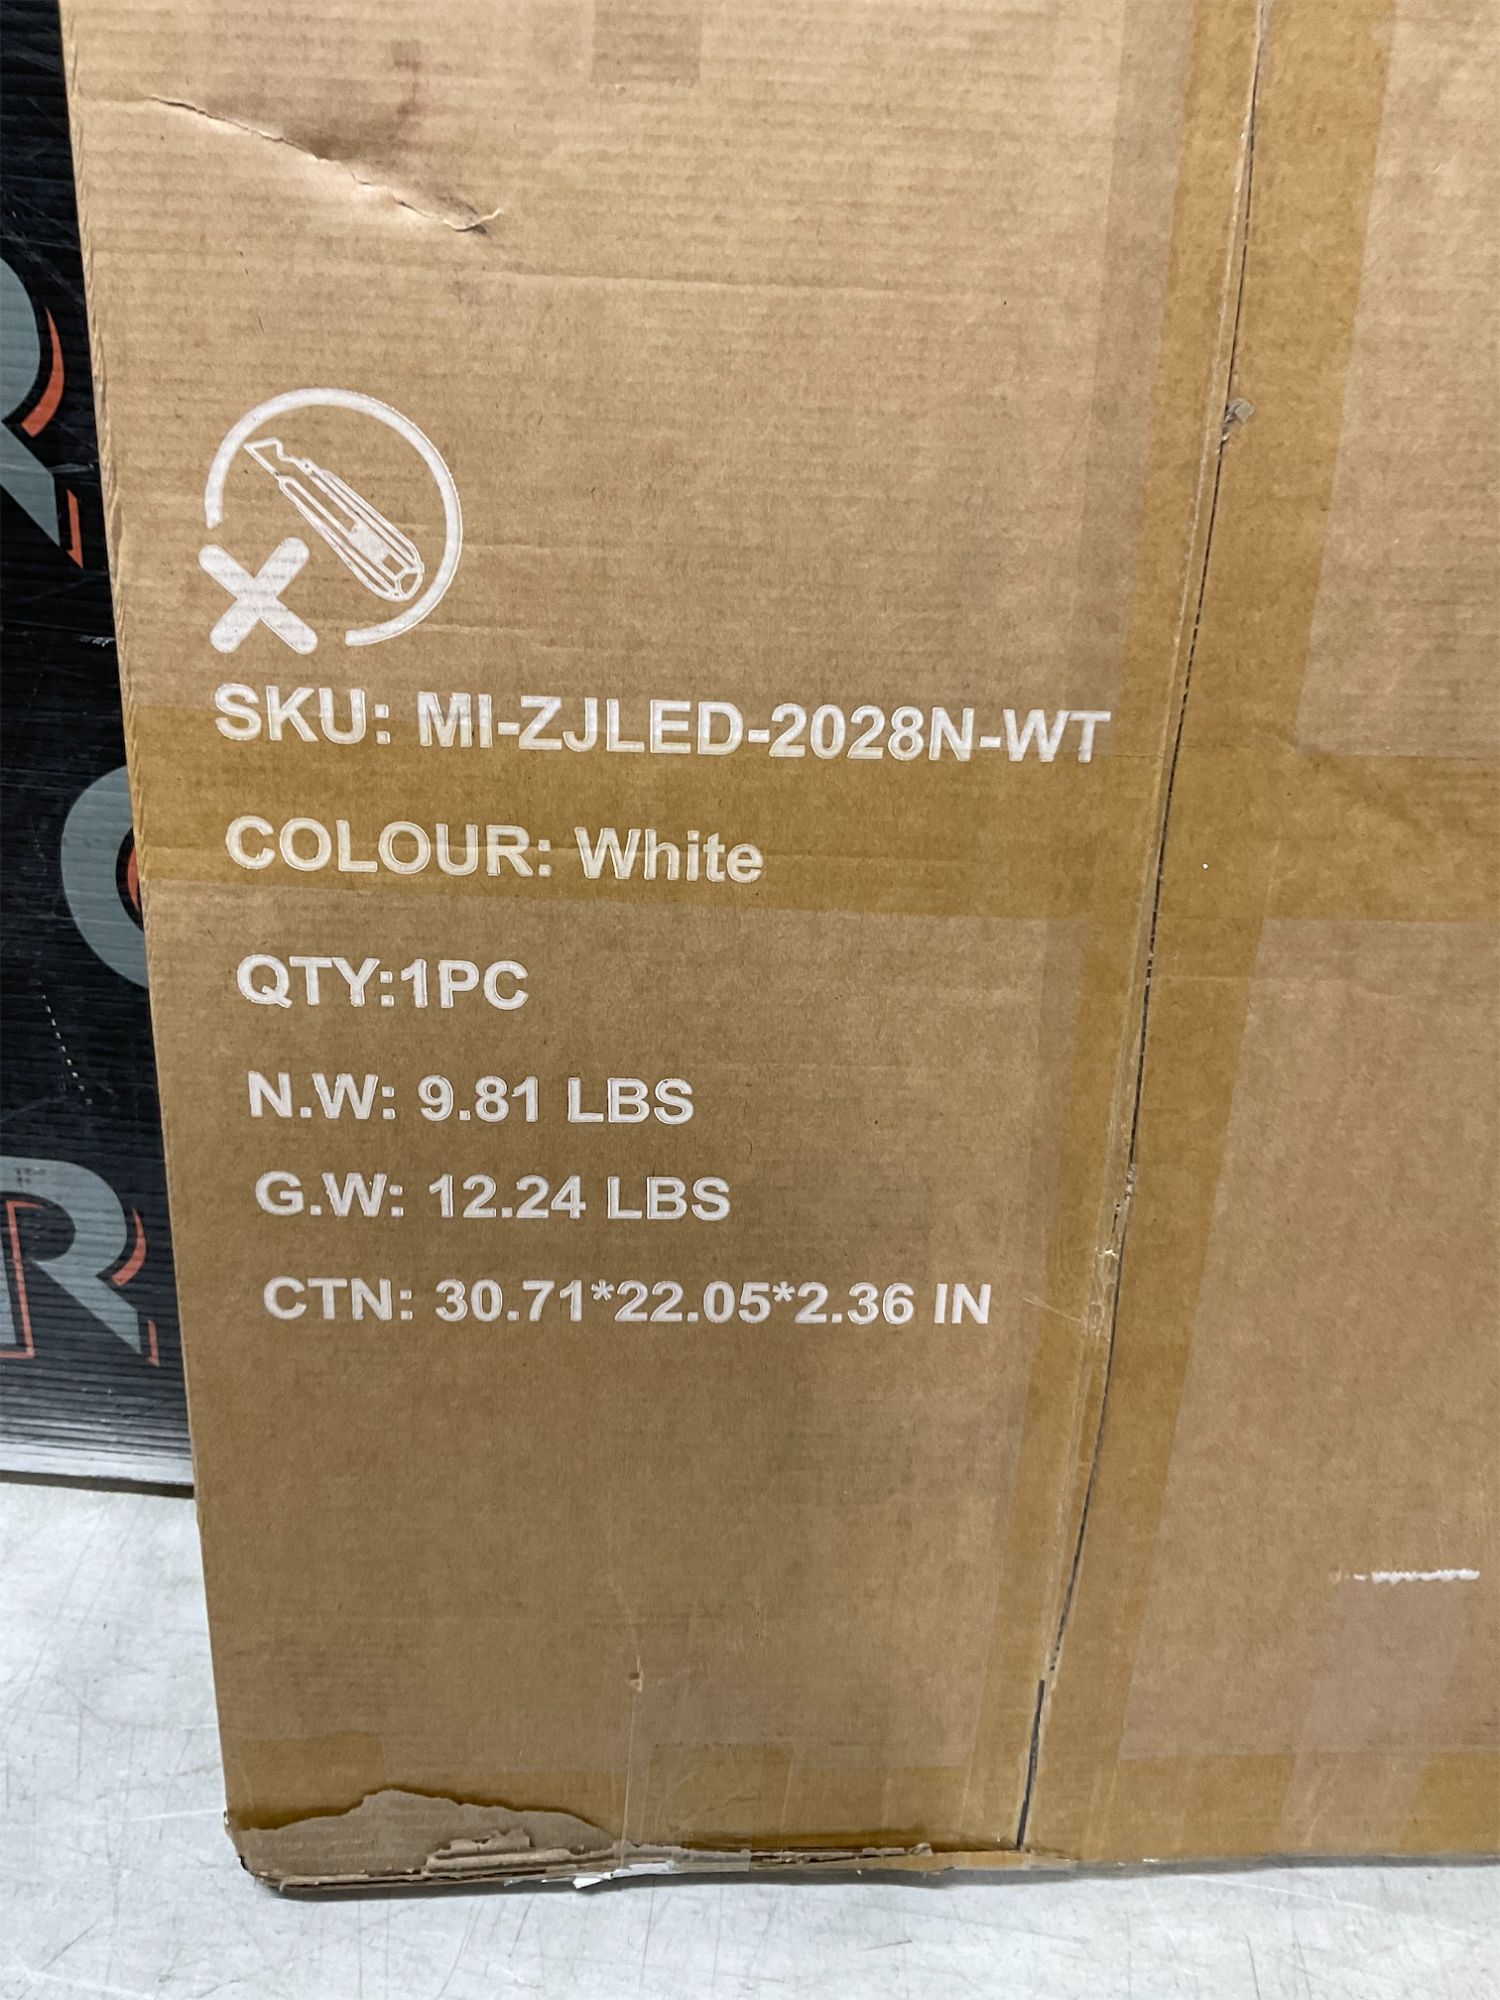 SKU: MI-ZJLED-2028N-WT
COLOUR: White
QTY:1PC
N.W: 9.81 LBS
G.W: 12.24 LBS
CTN: 30.71*22.05*2.36 IN